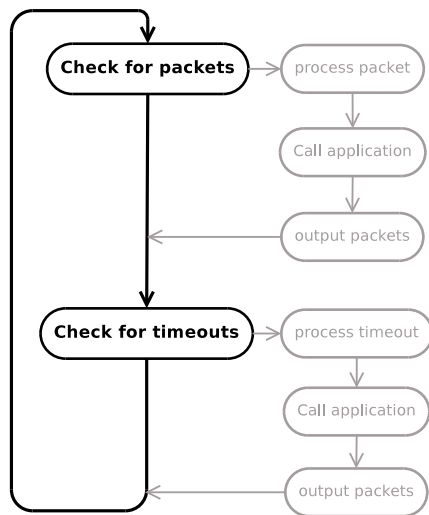 Check for packets
process packet
Call application
output packets
Check for timeouts
process timeout
Call application
output packets